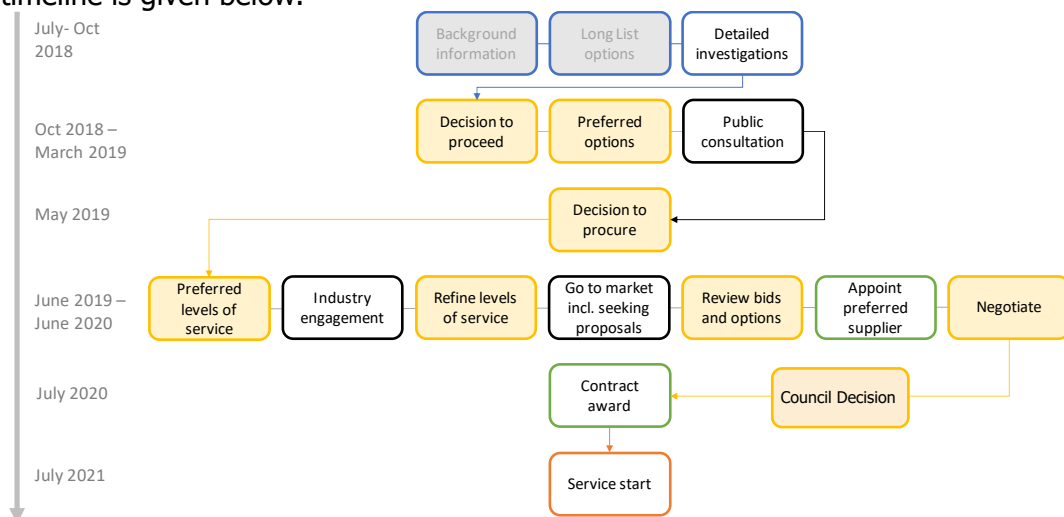 timeline is given below.
July- Oct
2018
Background
information
Long List
options
Detailed
investigations
Oct 2018 –
March 2019
Decision to
proceed
Preferred
options
Public
consultation
May 2019
Decision to
procure
June 2019 –
June 2020
Preferred
levels of
service
Industry
engagement
Refine levels
of service
Go to market
incl. seeking
proposals
Review bids
and options
Appoint
preferred
supplier
Negotiate
July 2020
Contract
award
Council Decision
July 2021
Service start